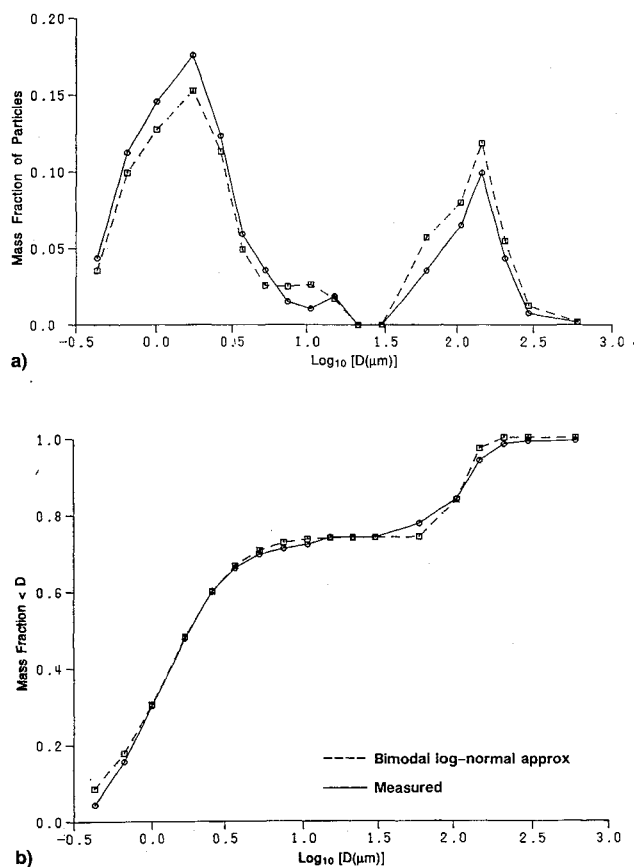 0.20
0.15
0.10
0.05
0.0
Mass Fraction of Particles
-0.5 0.0 0.5 1.0 1.5 2.0 2.5 3.0
Log10 [D(μm)]
a)
1.0
0.8
0.6
0.4
0.2
0.0
Mass Fraction < D
Bimodal log-normal approx
Measured
-0.5 0.0 0.5 1.0 1.5 2.0 2.5 3.0
Log10 [D(μm)]
b)